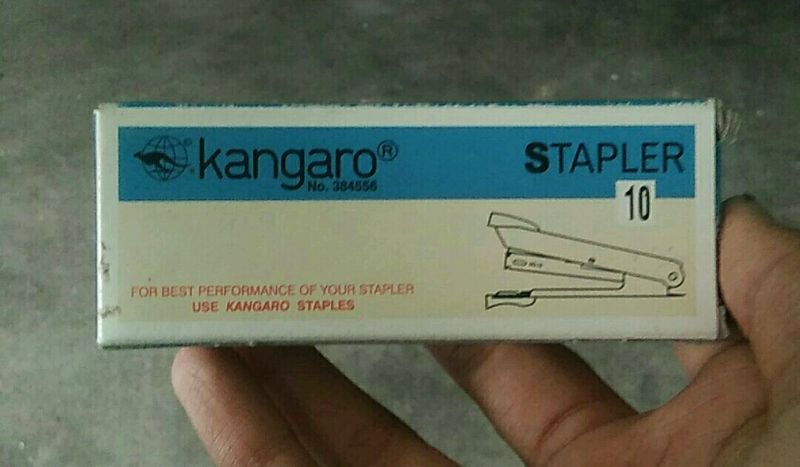 kangaro®
No. 384556
STAPLER
10
FOR BEST PERFORMANCE OF YOUR STAPLER
USE KANGARO STAPLES